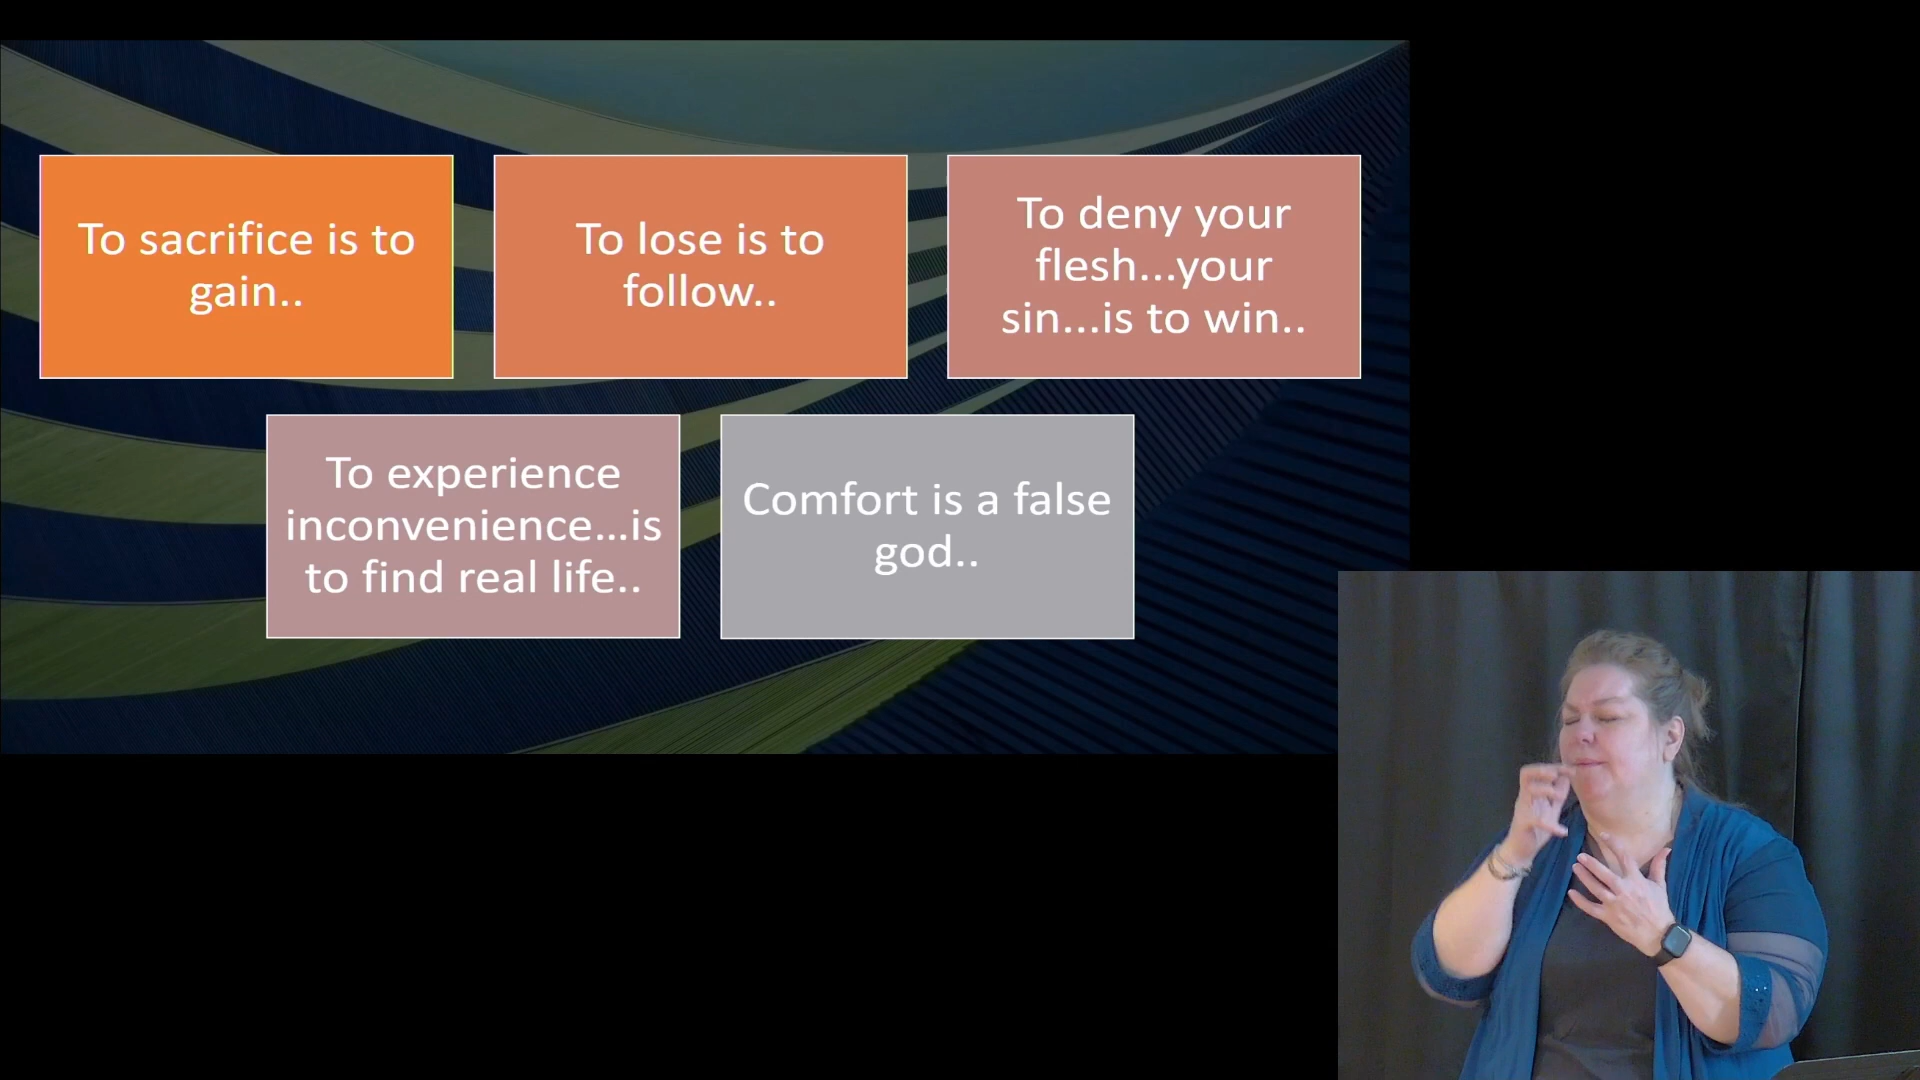 To sacrifice is to
gain..
To lose is to
follow..
To deny your
flesh...your
sin...is to win..
To experience
inconvenience...is
to find real life..
Comfort is a false
god..